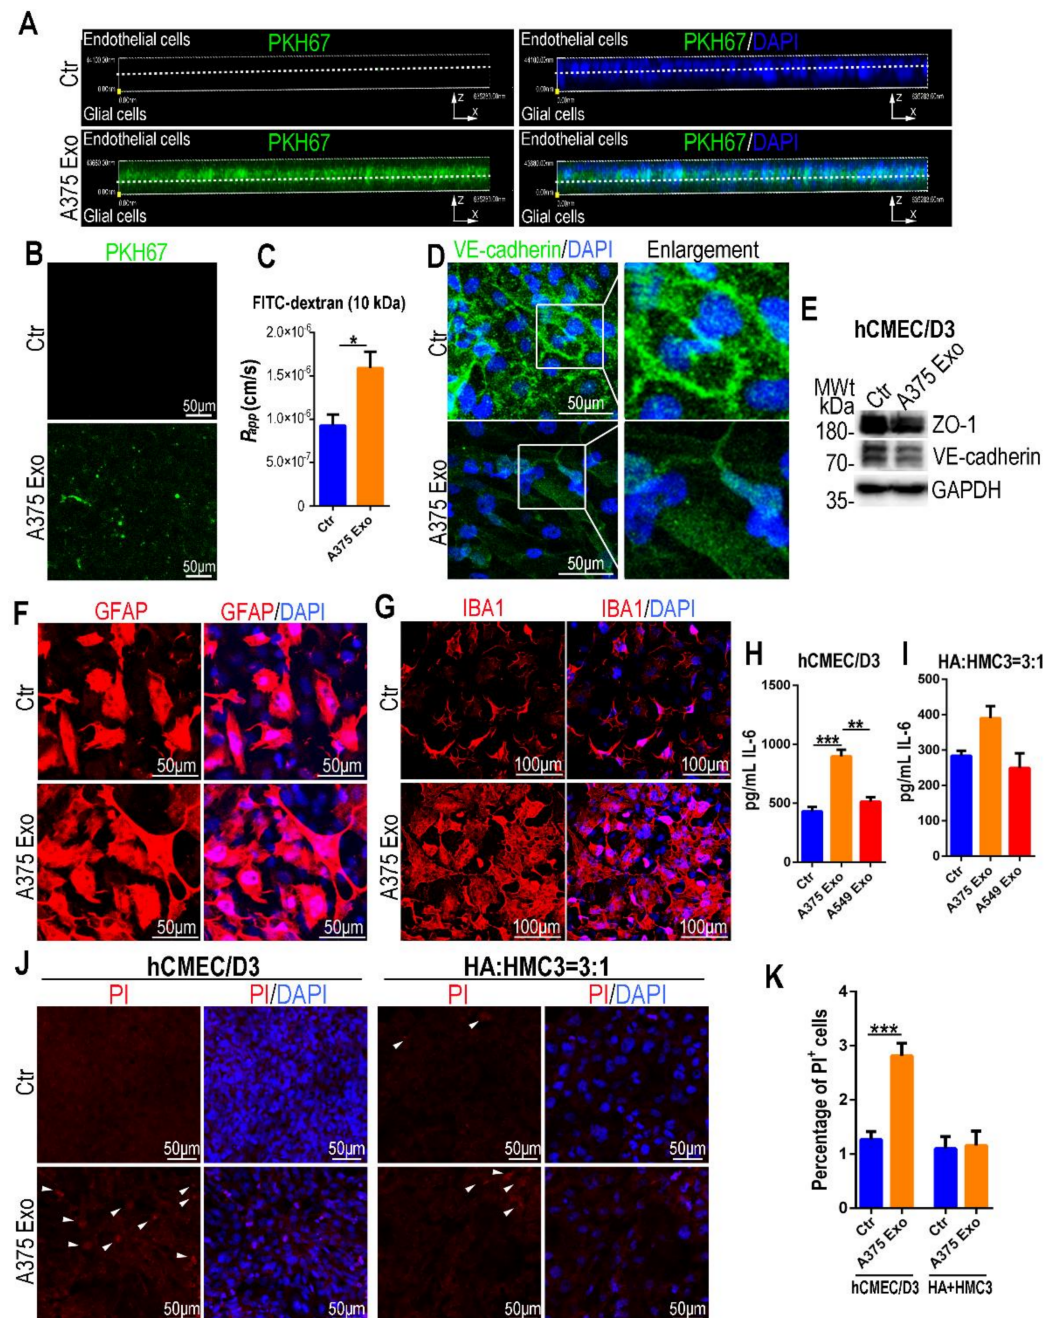 A
Endothelial cells PKH67
Endothelial cells PKH67/DAPI
Ctr
0.00nm
0.00nm
Z
X
Glial cells
Glial cells
Endothelial cells PKH67
Endothelial cells PKH67/DAPI
A375 Exo
0.00nm
Z
X
Glial cells
Glial cells
B
PKH67
Ctr
50μm
A375 Exo
50μm
C
FITC-dextran (10 kDa)
Papp (cm/s)
2.0×10-6
1.5×10-6
1.0×10-6
5.0×10-7
0
*
Ctr
A375 Exo
D
VE-cadherin/DAPI Enlargement
Ctr
50μm
A375 Exo
50μm
E
hCMEC/D3
MWt
kDa
Ctr
A375 Exo
180- ZO-1
70- VE-cadherin
35- GAPDH
F
GFAP GFAP/DAPI
Ctr
50μm 50μm
A375 Exo
50μm 50μm
G
IBA1 IBA1/DAPI
Ctr
100μm 100μm
A375 Exo
100μm 100μm
H
hCMEC/D3
pg/mL IL-6
1500
1000
500
0
*** **
Ctr
A375 Exo
A549 Exo
I
HA:HMC3=3:1
pg/mL IL-6
500
400
300
200
100
0
Ctr
A375 Exo
A549 Exo
J
hCMEC/D3 HA:HMC3=3:1
PI PI/DAPI PI PI/DAPI
Ctr
50μm 50μm 50μm 50μm
A375 Exo
50μm 50μm 50μm 50μm
K
Percentage of PI+ cells
4
3
2
1
0
***
Ctr
A375 Exo
Ctr
A375 Exo
hCMEC/D3 HA+HMC3